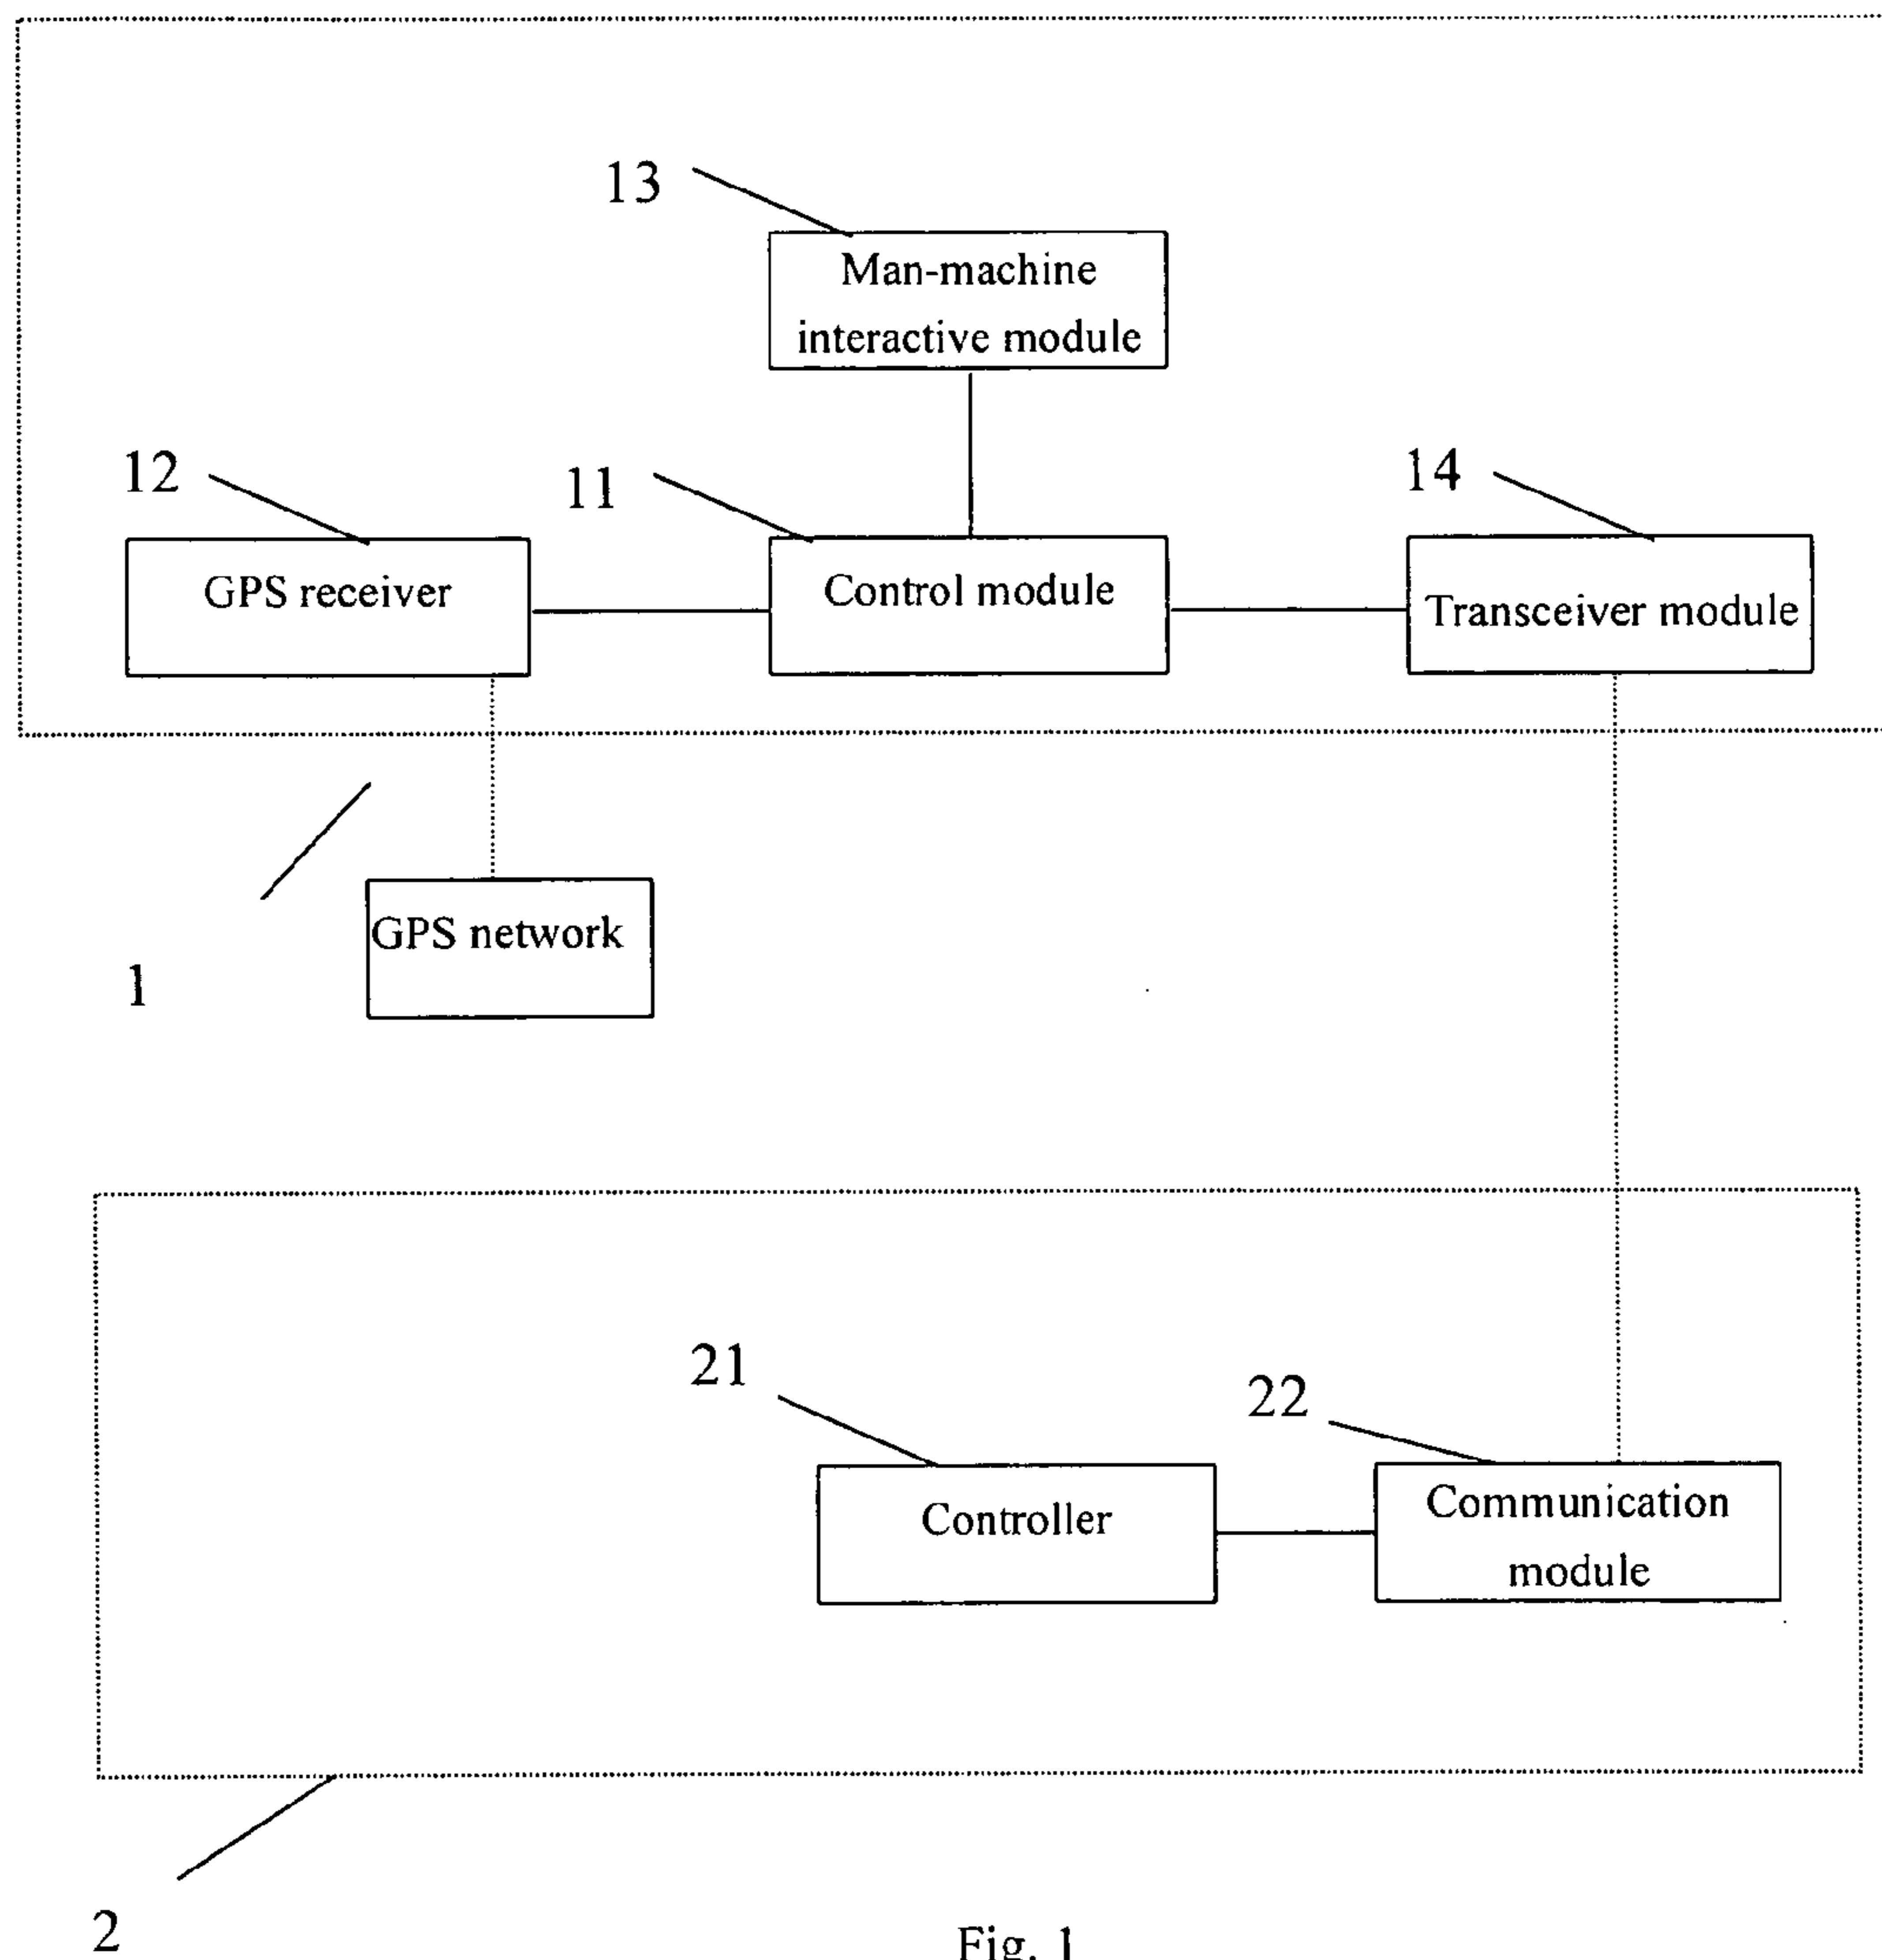 13
Man-machine
interactive module
12
11
14
GPS receiver
Control module
Transceiver module
GPS network
1
21
22
Controller
Communication
module
2
Fig. 1